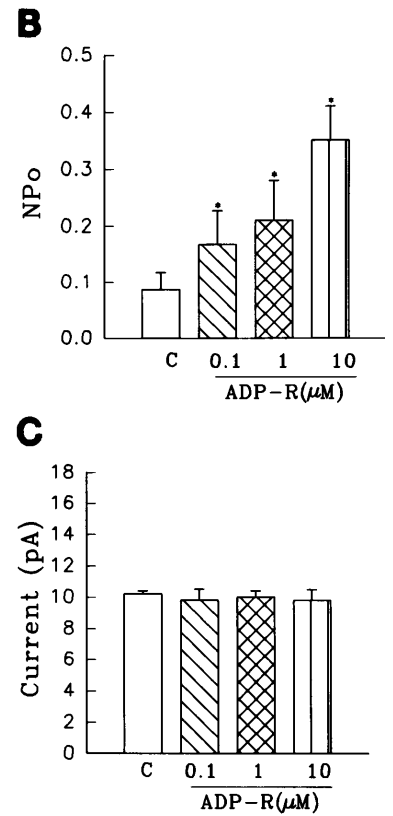 B
0.5
0.4
0.3
0.2
0.1
0.0
NPo
* * *
C 0.1 1 10
ADP-R(μM)
C
18
16
14
12
10
8
6
4
2
0
Current (pA)
C 0.1 1 10
ADP-R(μM)